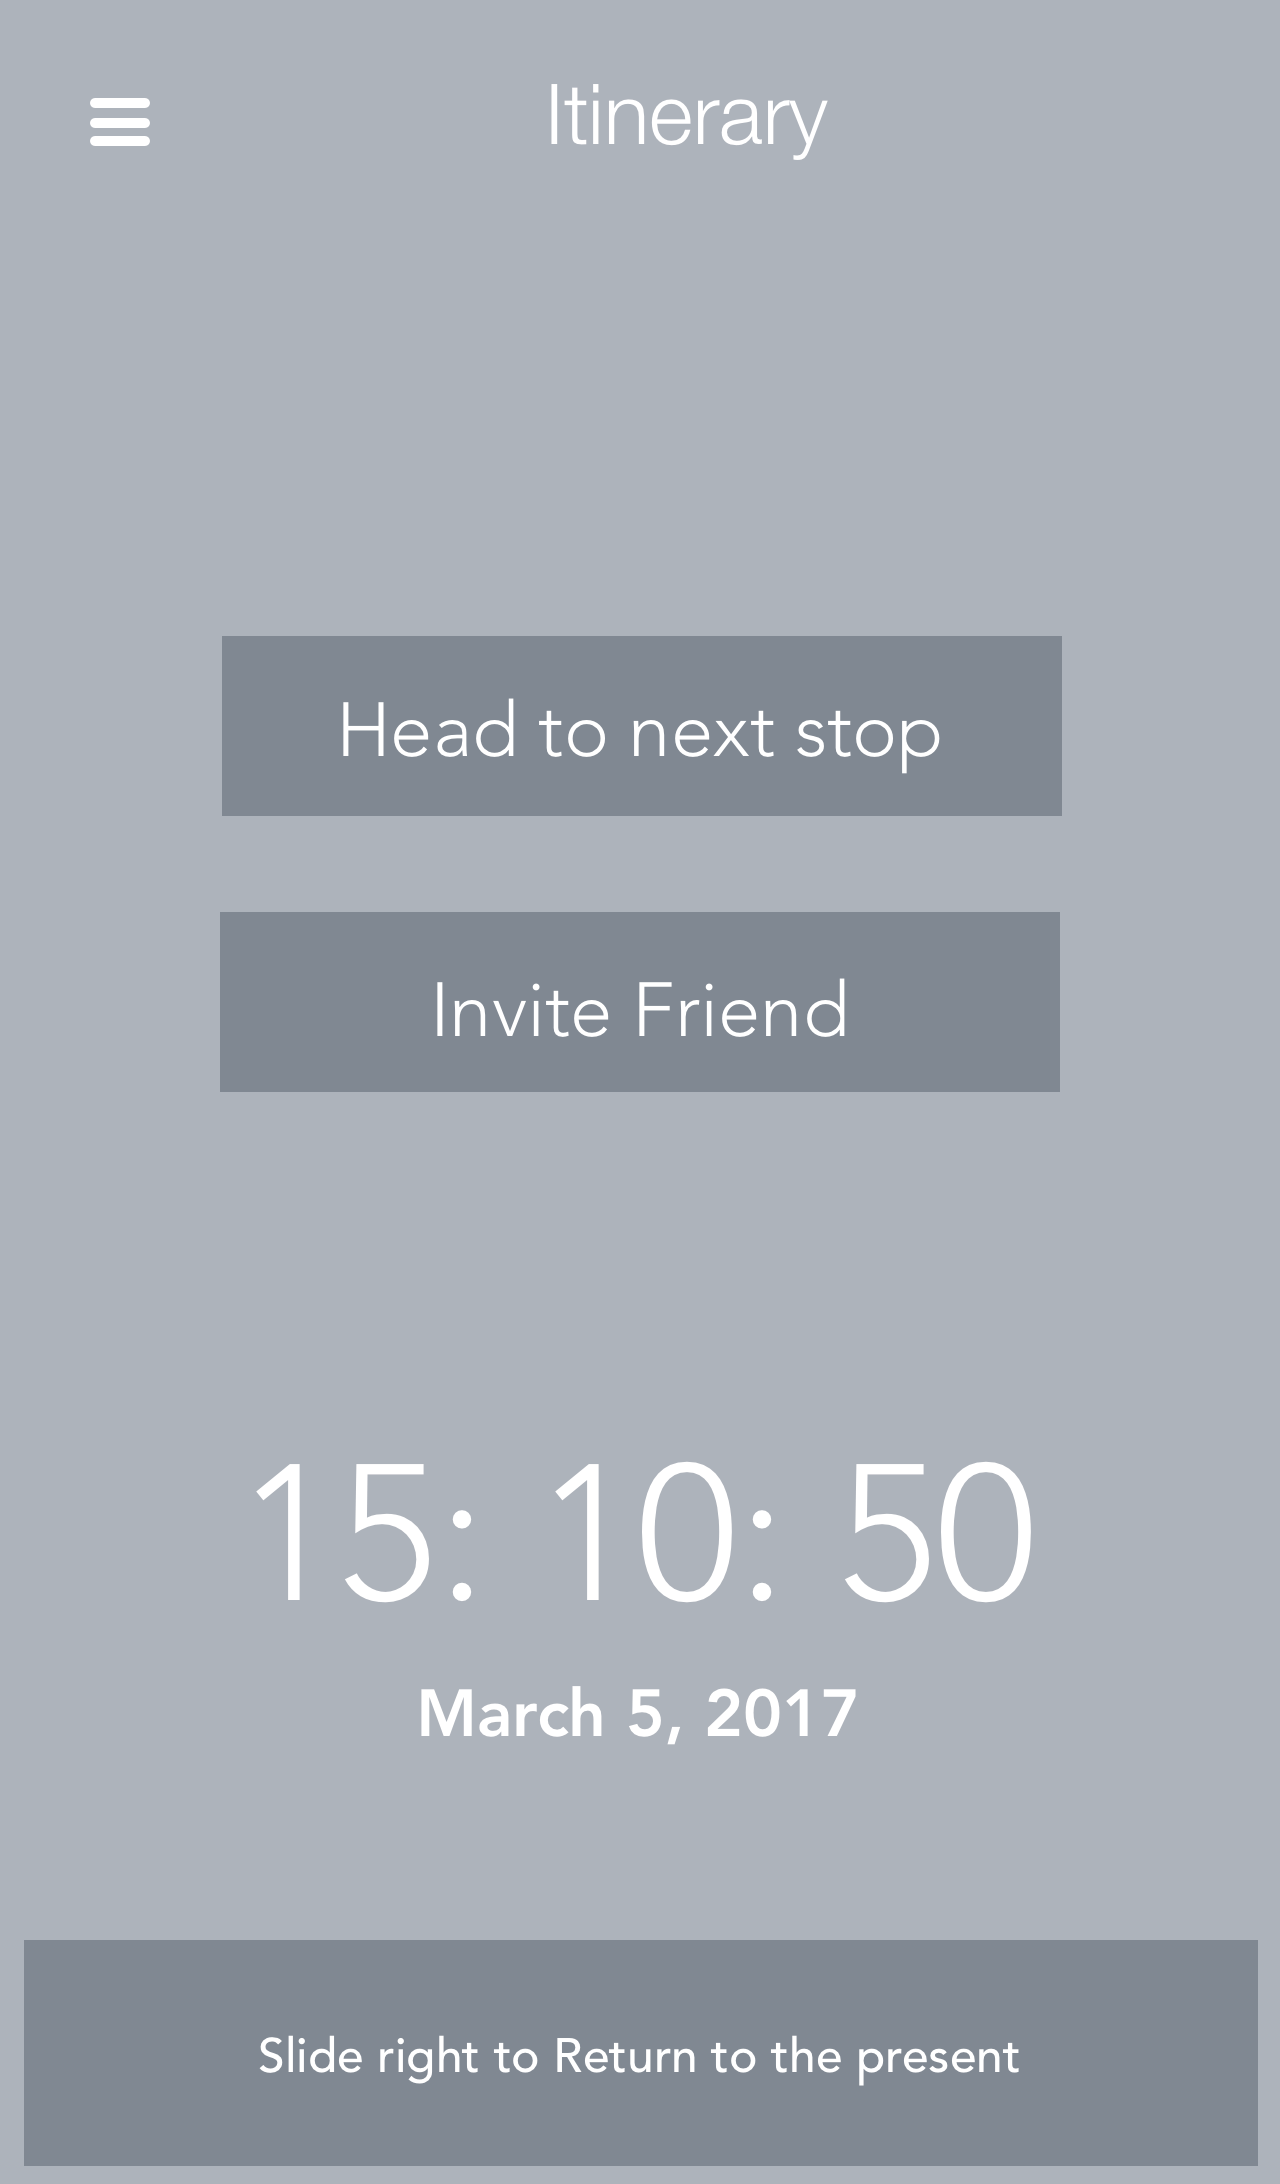 Itinerary
Head to next stop
Invite Friend
15: 10: 50
March 5, 2017
Slide right to Return to the present